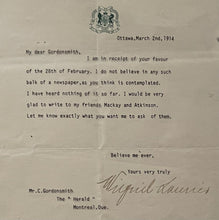 Ottawa, March 2nd, 1914
My dear Gordonsmith,
I am in receipt of your favour
of the 28th of February. I do not believe in any such
balk of a newspaper, as you think is contemplated.
I have heard nothing of it so far. I would be very
glad to write to my friends Mackay and Atkinson.
Let me know exactly what you want me to ask of them.
Believe me ever,
Yours very truly
Wilfrid Laurier
Mr. C. Gordonsmith
The " Herald "
Montreal. Que.